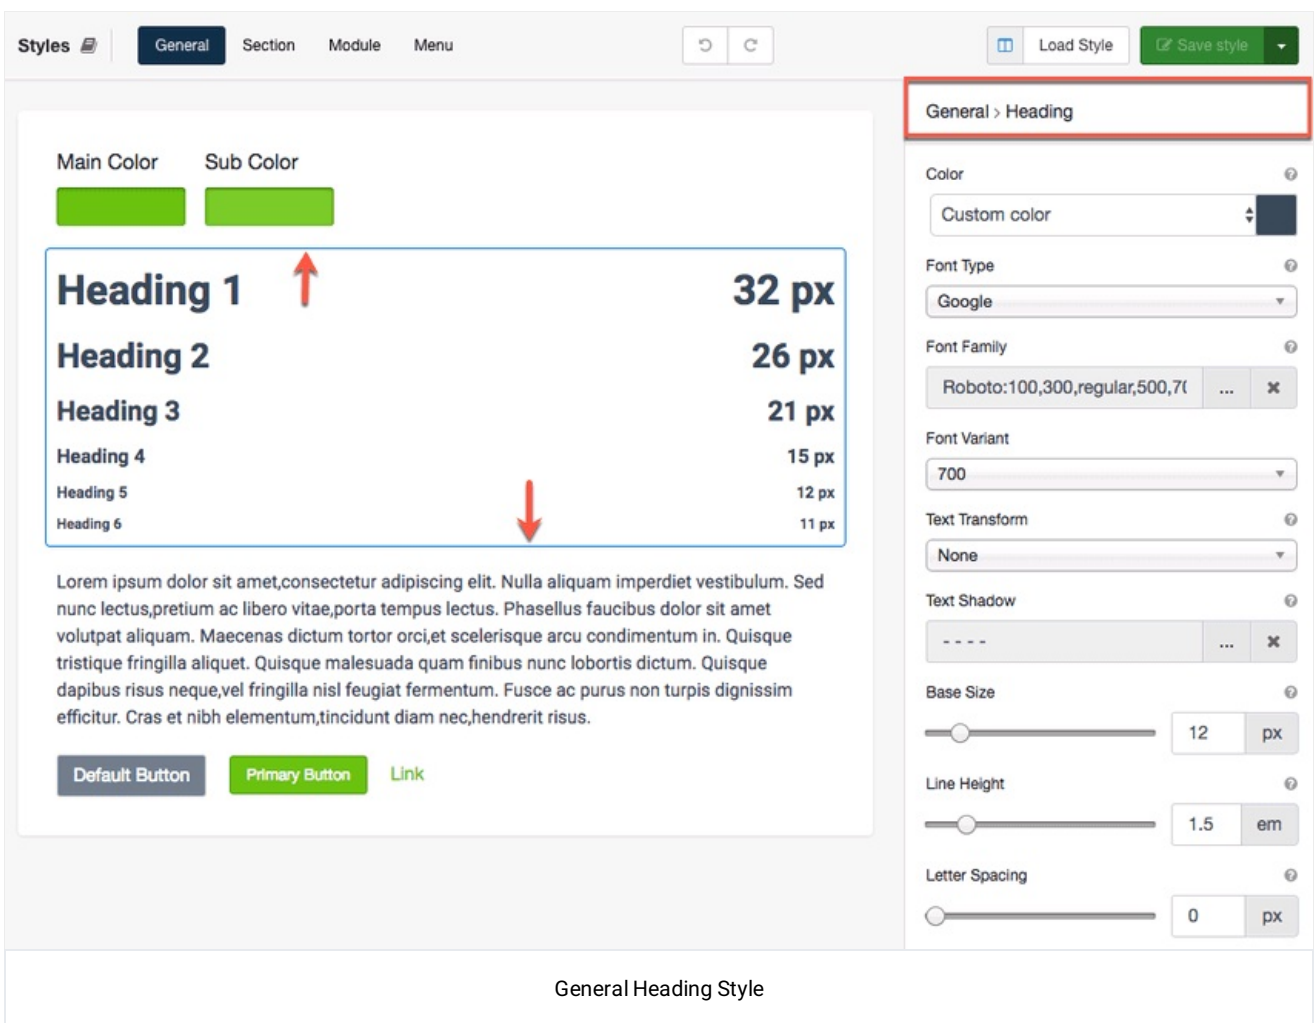 Styles General Section Module Menu Load Style Save style
General > Heading
Main Color Sub Color
Heading 1 32 px
Heading 2 26 px
Heading 3 21 px
Heading 4 15 px
Heading 5 12 px
Heading 6 11 px
Lorem ipsum dolor sit amet,consectetur adipiscing elit. Nulla aliquam imperdiet vestibulum. Sed
nunc lectus,pretium ac libero vitae,porta tempus lectus. Phasellus faucibus dolor sit amet
volutpat aliquam. Maecenas dictum tortor orci,et scelerisque arcu condimentum in. Quisque
tristique fringilla aliquet. Quisque malesuada quam finibus nunc lobortis dictum. Quisque
dapibus risus neque,vel fringilla nisl feugiat fermentum. Fusce ac purus non turpis dignissim
efficitur. Cras et nibh elementum,tincidunt diam nec,hendrerit risus.
Default Button Primary Button Link
Color
Custom color
Font Type
Google
Font Family
Roboto:100,300,regular,500,70 ...
Font Variant
700
Text Transform
None
Text Shadow
- - - - ...
Base Size
12 px
Line Height
1.5 em
Letter Spacing
0 px
General Heading Style